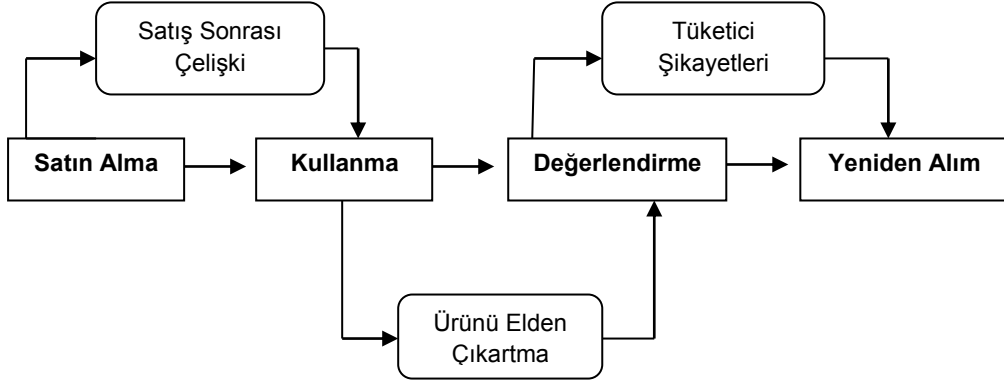 Satış Sonrası
Çelişki
Tüketici
Şikayetleri
Satın Alma
Kullanma
Değerlendirme
Yeniden Alım
Ürünü Elden
Çıkartma